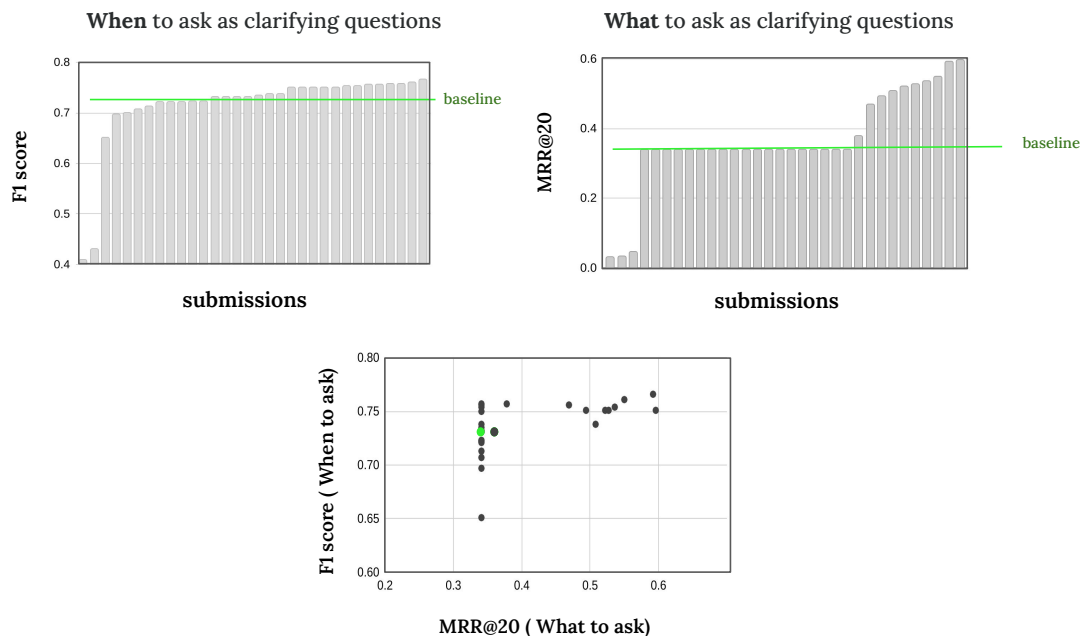 When to ask as clarifying questions
0.8
0.7
0.6
0.5
0.4
F1 score
baseline
submissions
What to ask as clarifying questions
0.6
0.4
0.2
0.0
MRR@20
baseline
submissions
0.80
0.75
0.70
0.65
0.60
F1 score ( When to ask)
0.2 0.3 0.4 0.5 0.6
MRR@20 ( What to ask)